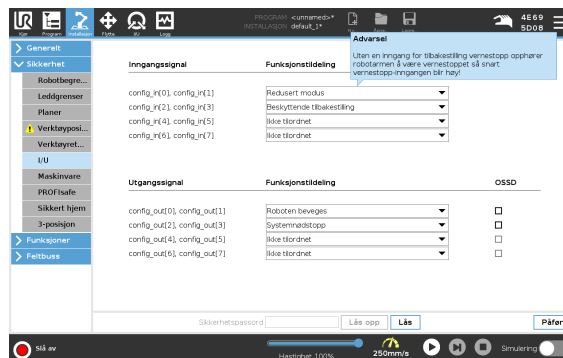 PROGRAM <unnamed>*
INSTALLASJON default_1*
4E69
5D08
Kjør
Program
Installasjon
Flytte
I/U
Logg
Advarsel
Uten en inngang for tilbakestilling vernestopp opphører
robotarmen å være vernestoppet så snart
vernestopp-inngangen blir høy!
Generelt
Sikkerhet
Robotbegre...
Leddgrenser
Planer
Verktøyposi...
Verktøyret...
I/U
Maskinvare
PROFIsafe
Sikkert hjem
3-posisjon
Funksjoner
Feltbuss
Inngangssignal Funksjonstildeling
config_in[0], config_in[1] Redusert modus
config_in[2], config_in[3] Beskyttende tilbakestilling
config_in[4], config_in[5] Ikke tilordnet
config_in[6], config_in[7] Ikke tilordnet
Utgangssignal Funksjonstildeling OSSD
config_out[0], config_out[1] Roboten beveges
config_out[2], config_out[3] Systemnødstopp
config_out[4], config_out[5] Ikke tilordnet
config_out[6], config_out[7] Ikke tilordnet
Sikkerhetspassord Lås opp Lås Påfør
Slå av
Hastighet 100%
250mm/s
Simulering